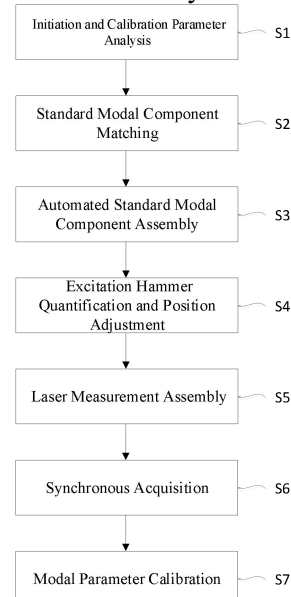 Initiation and Calibration Parameter
Analysis
S1
Standard Modal Component
Matching
S2
Automated Standard Modal
Component Assembly
S3
Excitation Hammer
Quantification and Position
Adjustment
S4
Laser Measurement Assembly
S5
Synchronous Acquisition
S6
Modal Parameter Calibration
S7